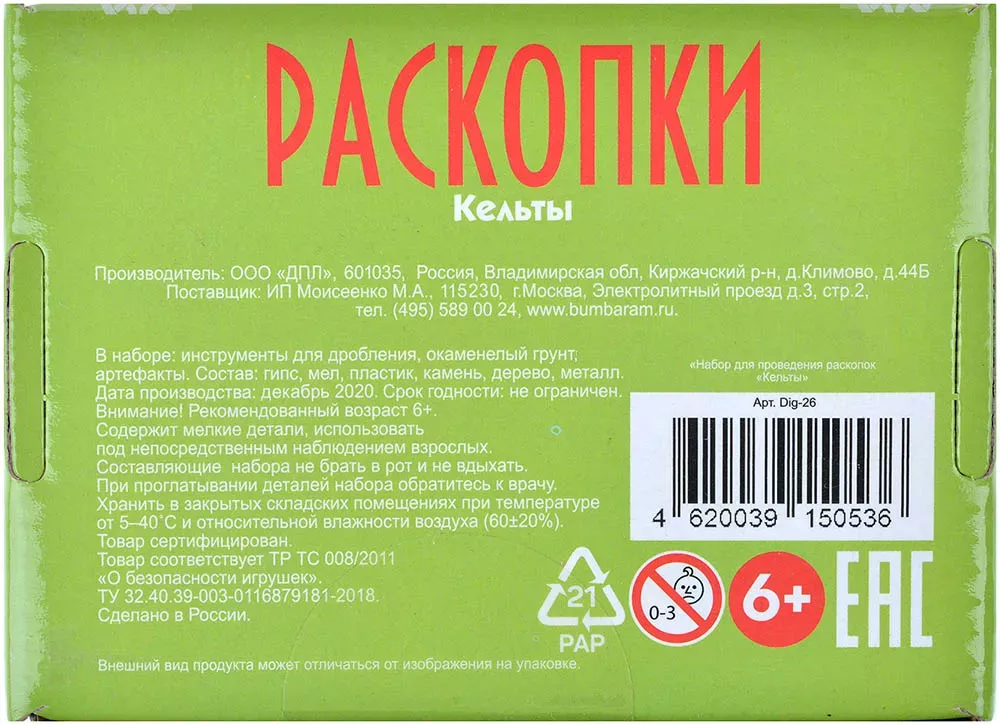 РАСКОПКИ
Кельты
Производитель: ООО «ДПЛ», 601035, Россия, Владимирская обл, Киржачский р-н, д.Климово, д.44Б
Поставщик: ИП Моисеенко М.А., 115230, г.Москва, Электролитный проезд д.3, стр.2,
тел. (495) 589 00 24, www.bumbaram.ru.
В наборе: инструменты для дробления, окаменелый грунт,
артефакты. Состав: гипс, мел, пластик, камень, дерево, металл.
Дата производства: декабрь 2020. Срок годности: не ограничен.
Внимание! Рекомендованный возраст 6+.
Содержит мелкие детали, использовать
под непосредственным наблюдением взрослых.
Составляющие набора не брать в рот и не вдыхать.
При проглатывании деталей набора обратитесь к врачу.
Хранить в закрытых складских помещениях при температуре
от 5–40˚С и относительной влажности воздуха (60±20%).
Товар сертифицирован.
Товар соответствует ТР ТС 008/2011
«О безопасности игрушек».
ТУ 32.40.39-003-0116879181-2018.
Сделано в России.
Внешний вид продукта может отличаться от изображения на упаковке.
«Набор для проведения раскопок
«Кельты»
Арт. Dig-26
4 620039 150536
21
PAP
0-3
6+
EAC